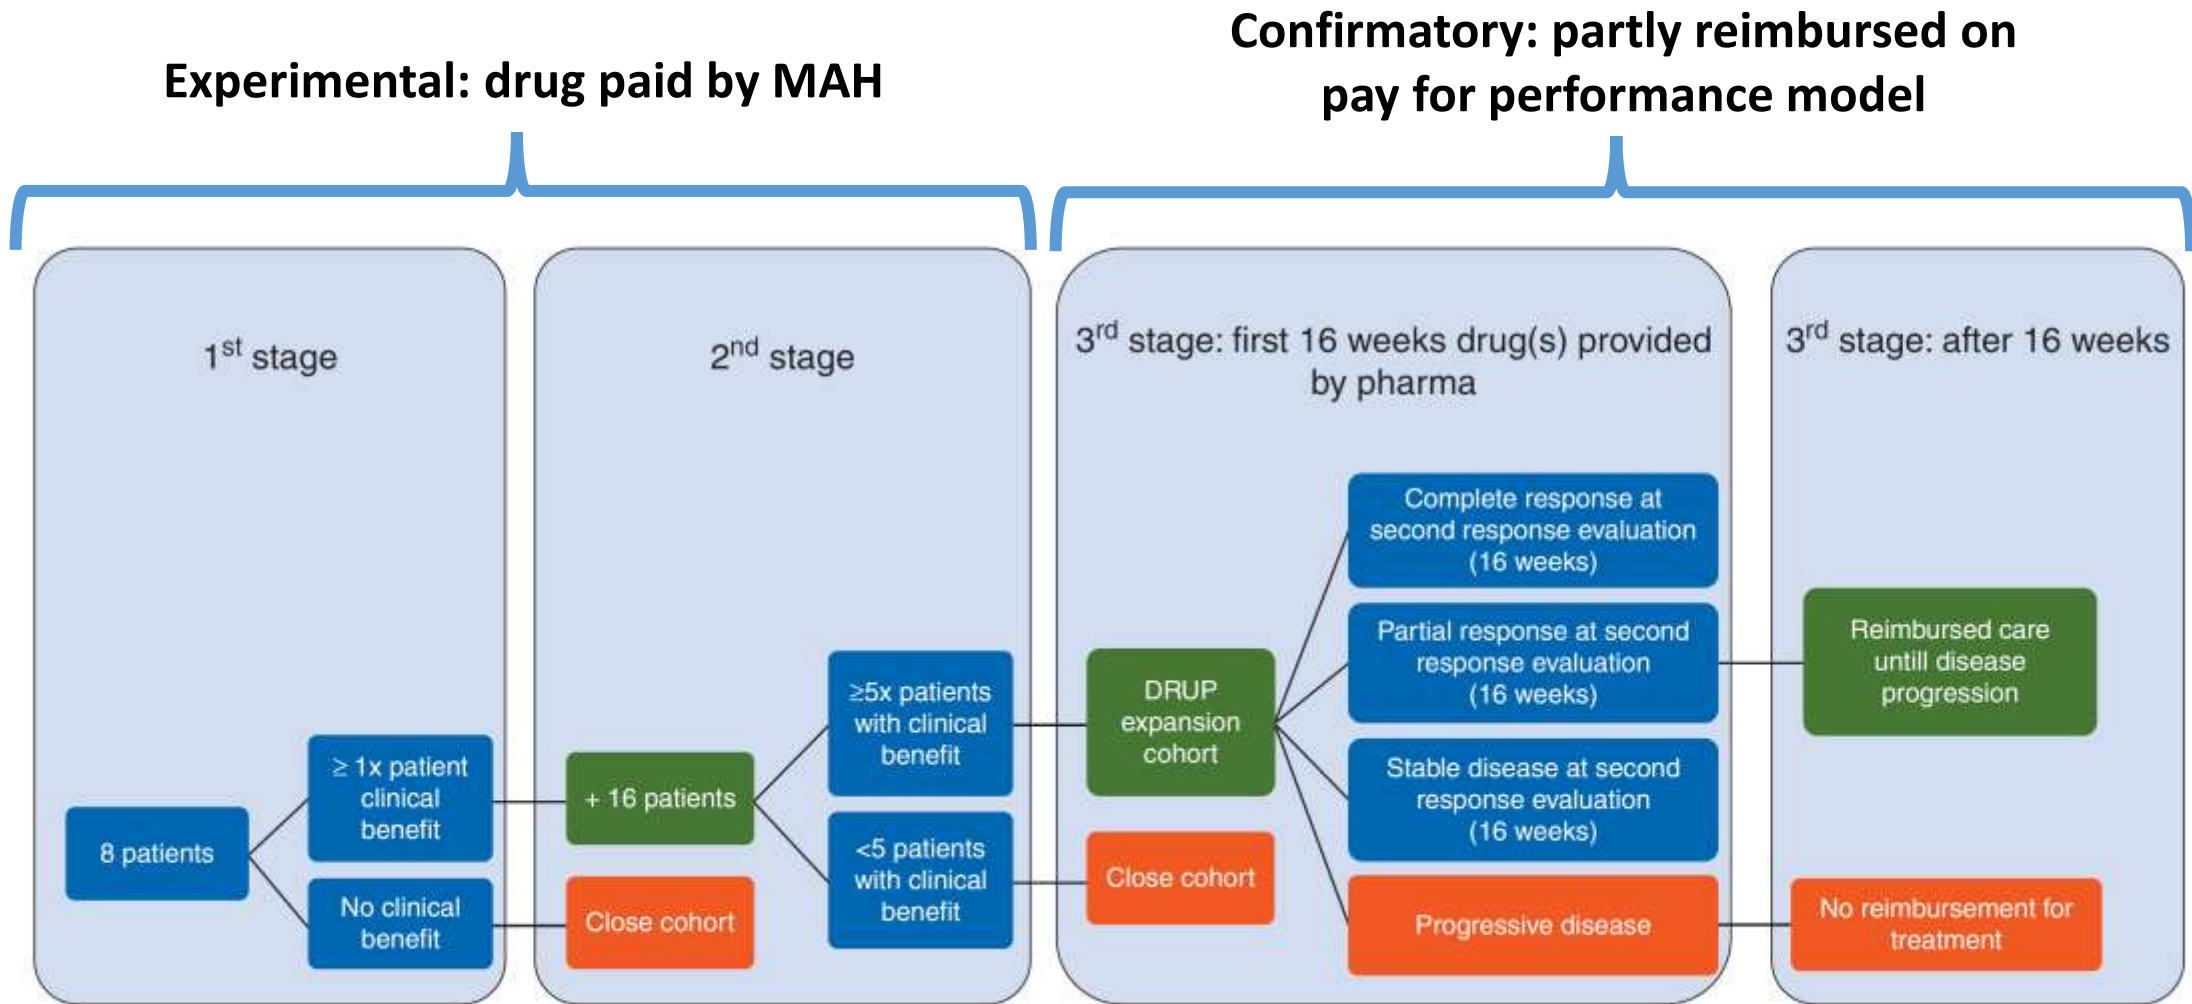 Experimental: drug paid by MAH
Confirmatory: partly reimbursed on
pay for performance model
1st stage
8 patients
≥ 1x patient
clinical
benefit
No clinical
benefit
2nd stage
+ 16 patients
Close cohort
≥5x patients
with clinical
benefit
<5 patients
with clinical
benefit
3rd stage: first 16 weeks drug(s) provided
by pharma
DRUP
expansion
cohort
Close cohort
Complete response at
second response evaluation
(16 weeks)
Partial response at second
response evaluation
(16 weeks)
Stable disease at second
response evaluation
(16 weeks)
Progressive disease
3rd stage: after 16 weeks
Reimbursed care
untill disease
progression
No reimbursement for
treatment